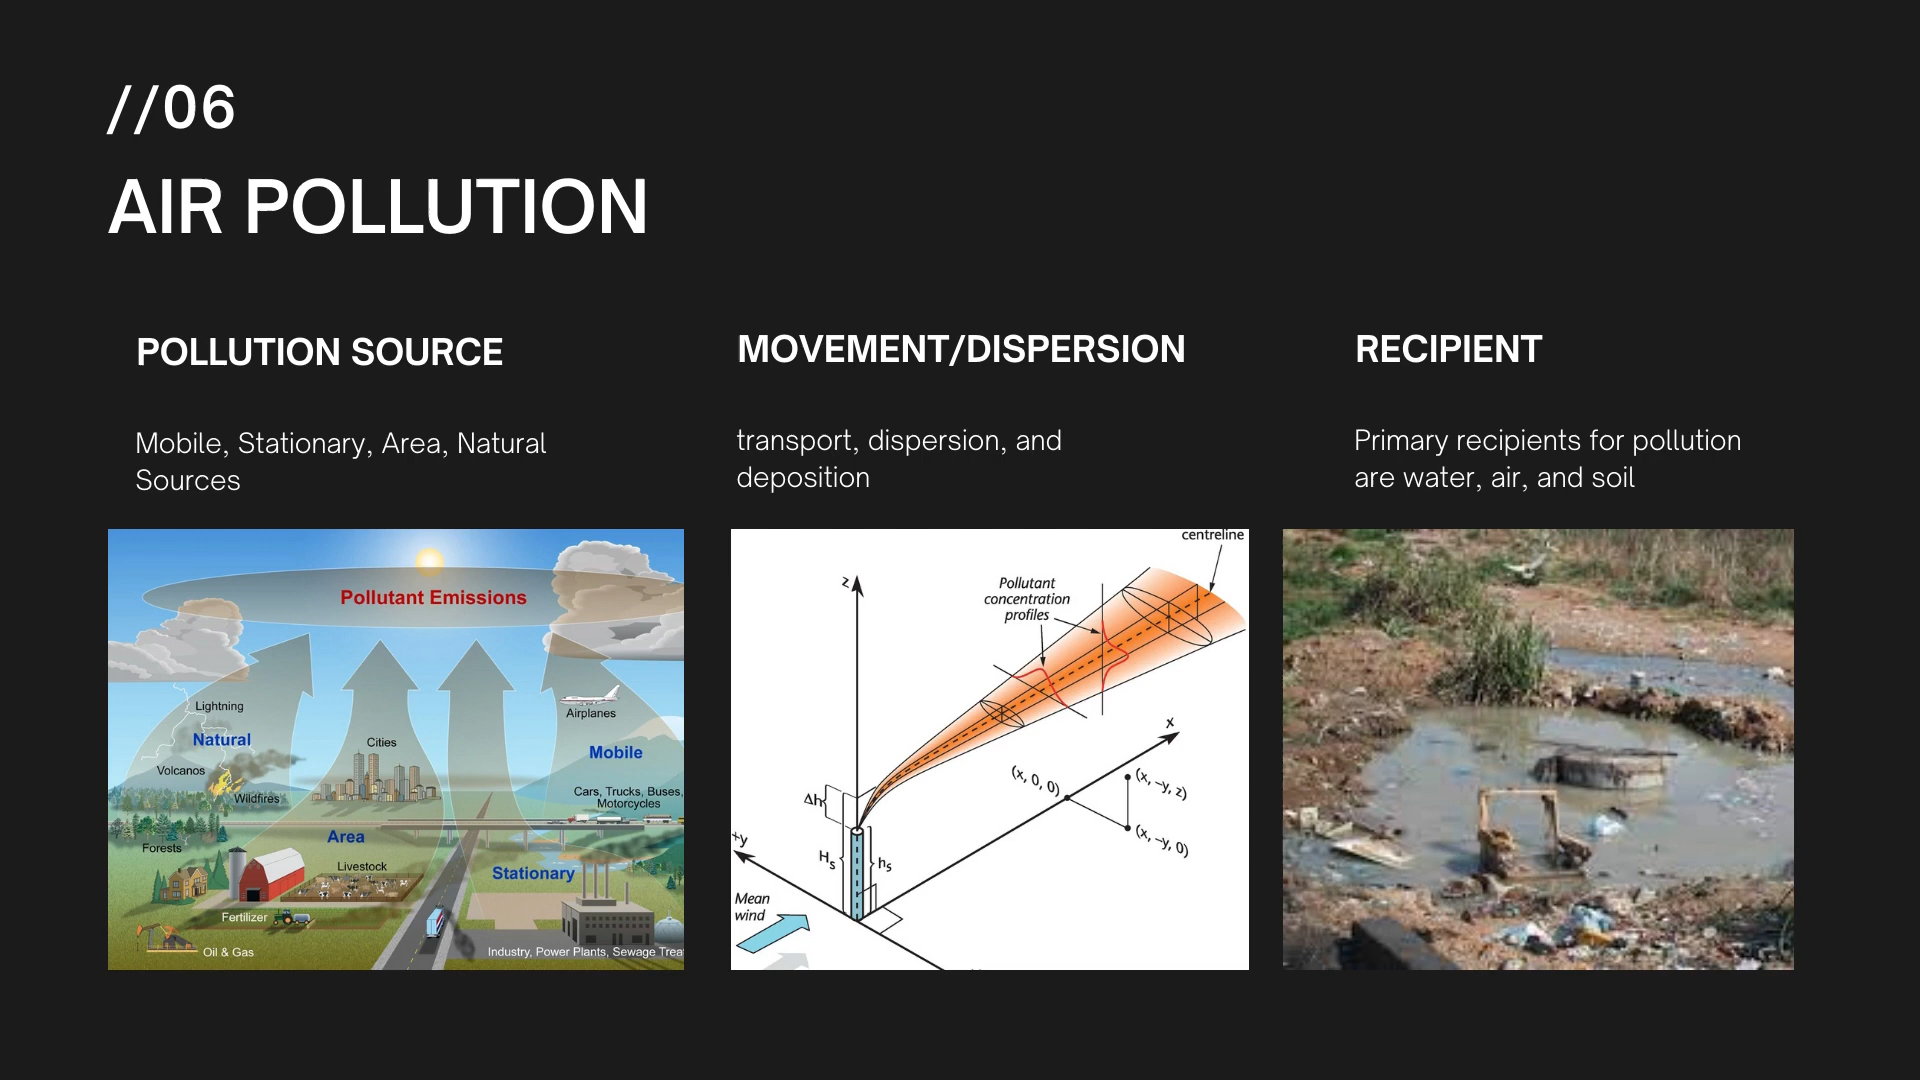 //06
AIR POLLUTION
POLLUTION SOURCE
Mobile, Stationary, Area, Natural
Sources
Pollutant Emissions
Lightning
Natural
Volcanos
Wildfires
Cities
Airplanes
Mobile
Cars, Trucks, Buses,
Motorcycles
Forests
Area
Livestock
Stationary
Fertilizer
Oil & Gas
Industry, Power Plants, Sewage Trea
MOVEMENT/DISPERSION
transport, dispersion, and
deposition
centreline
Pollutant
concentration
profiles
z
x
(x, 0, 0)
(x, –y, z)
(x, –y, 0)
Δh
+y
Hs
hs
Mean
wind
RECIPIENT
Primary recipients for pollution
are water, air, and soil